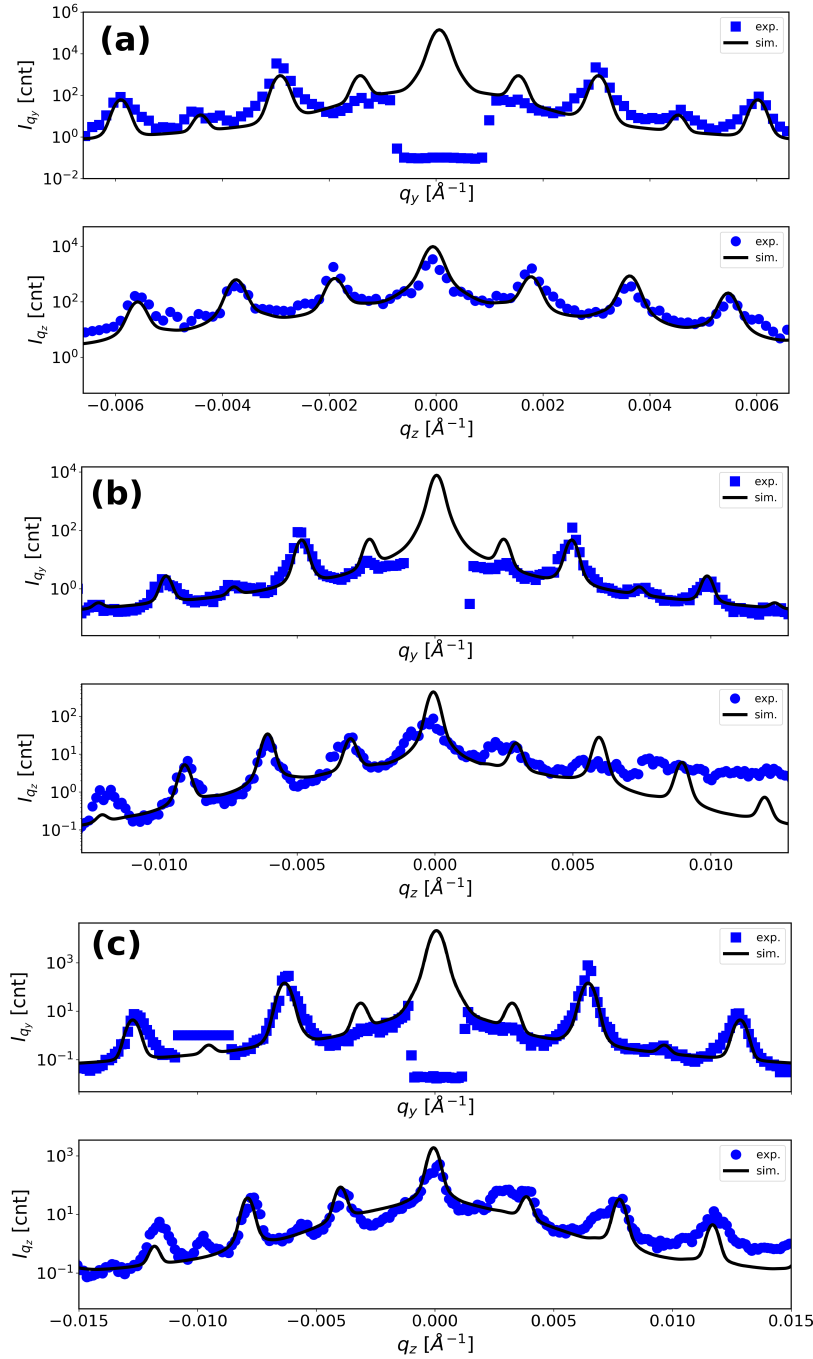 (a)
10^6
10^4
10^2
10^0
10^−2
I_{q_y} [cnt]
exp.
sim.
q_y [Å^−1]
10^4
10^2
10^0
I_{q_z} [cnt]
exp.
sim.
−0.006 −0.004 −0.002 0.000 0.002 0.004 0.006
q_z [Å^−1]
(b)
10^4
10^2
10^0
I_{q_y} [cnt]
exp.
sim.
q_y [Å^−1]
10^2
10^1
10^0
10^−1
I_{q_z} [cnt]
exp.
sim.
−0.010 −0.005 0.000 0.005 0.010
q_z [Å^−1]
(c)
10^3
10^1
10^−1
I_{q_y} [cnt]
exp.
sim.
q_y [Å^−1]
10^3
10^1
10^−1
I_{q_z} [cnt]
exp.
sim.
−0.015 −0.010 −0.005 0.000 0.005 0.010 0.015
q_z [Å^−1]